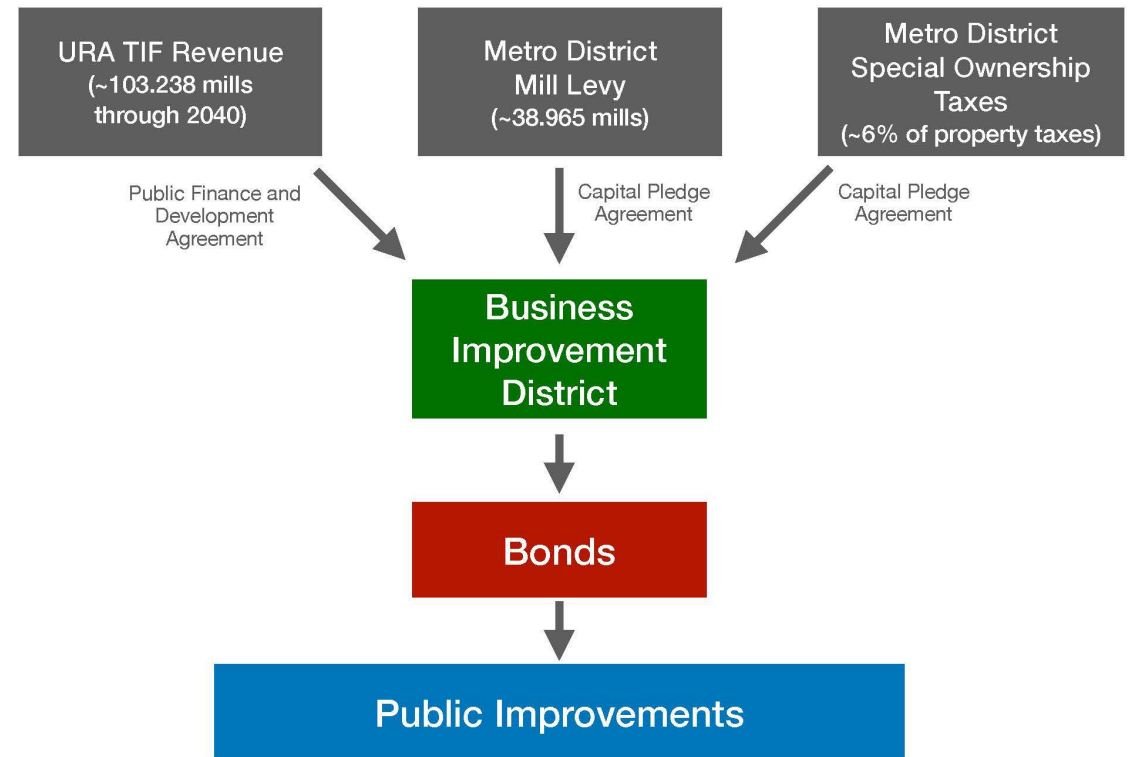 URA TIF Revenue
(~103.238 mills
through 2040)
Metro District
Mill Levy
(~38.965 mills)
Metro District
Special Ownership
Taxes
(~6% of property taxes)
Public Finance and
Development
Agreement
Capital Pledge
Agreement
Capital Pledge
Agreement
Business
Improvement
District
Bonds
Public Improvements